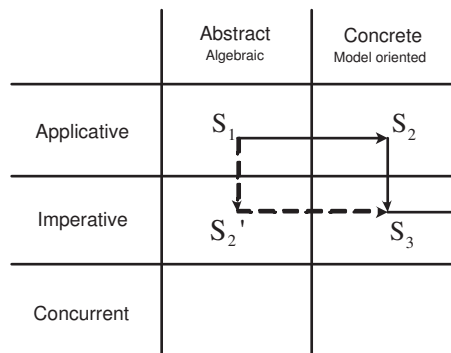 Abstract
Algebraic
Concrete
Model oriented
Applicative
S1
S2
Imperative
S2'
S3
Concurrent